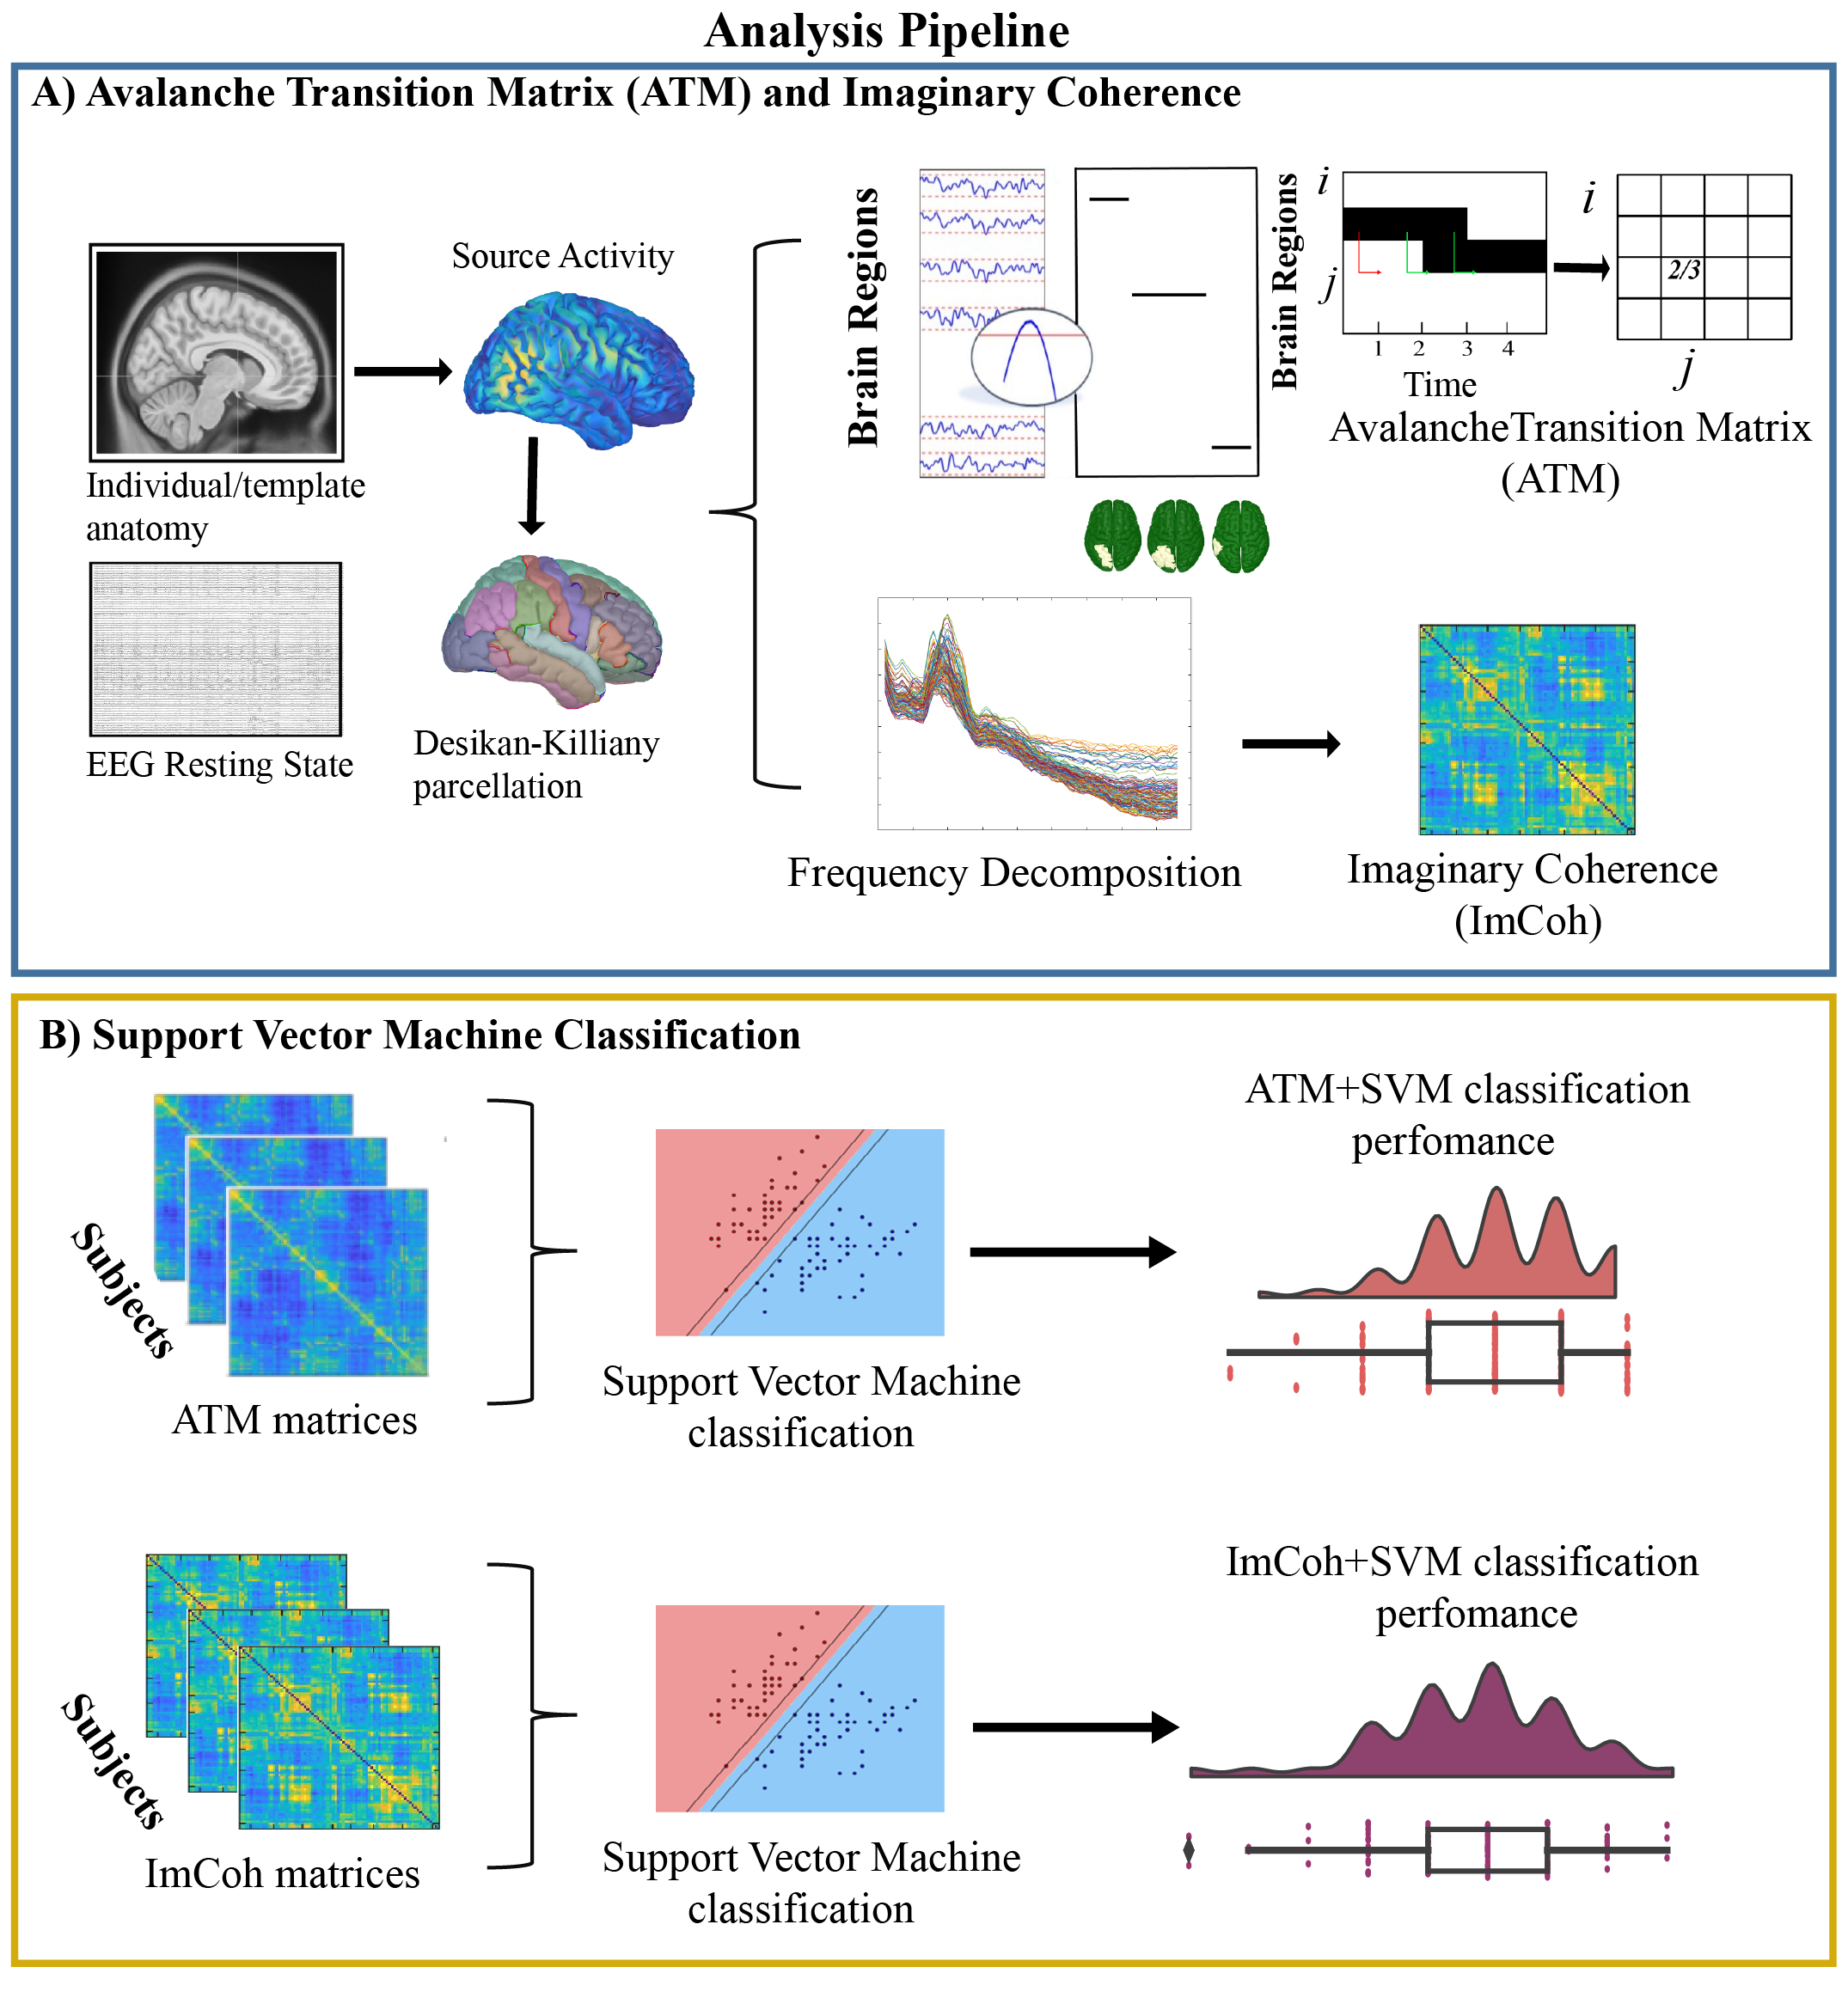 Analysis Pipeline
A) Avalanche Transition Matrix (ATM) and Imaginary Coherence
Individual/template
anatomy
EEG Resting State
Source Activity
Desikan-Killiany
parcellation
Brain Regions
Brain Regions
i
j
1 2 3 4
Time
i
2/3
j
AvalancheTransition Matrix
(ATM)
Frequency Decomposition
Imaginary Coherence
(ImCoh)
B) Support Vector Machine Classification
Subjects
ATM matrices
Support Vector Machine
classification
ATM+SVM classification
perfomance
Subjects
ImCoh matrices
Support Vector Machine
classification
ImCoh+SVM classification
perfomance